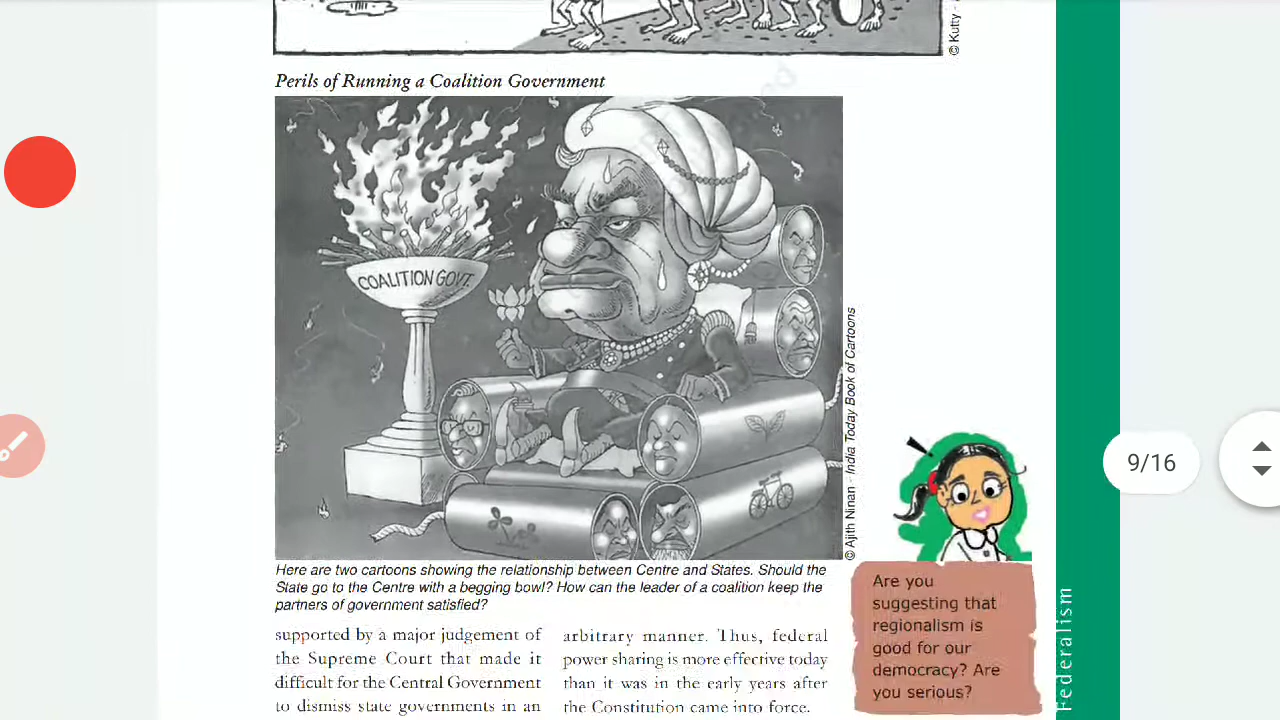 © Kutty -
Perils of Running a Coalition Government
COALITION GOVT.
© Ajith Ninan - India Today Book of Cartoons
9/16
Here are two cartoons showing the relationship between Centre and States. Should the
State go to the Centre with a begging bowl? How can the leader of a coalition keep the
partners of government satisfied?
supported by a major judgement of
the Supreme Court that made it
difficult for the Central Government
to dismiss state governments in an
arbitrary manner. Thus, federal
power sharing is more effective today
than it was in the early years after
the Constitution came into force.
Are you
suggesting that
regionalism is
good for our
democracy? Are
you serious?
Federalism